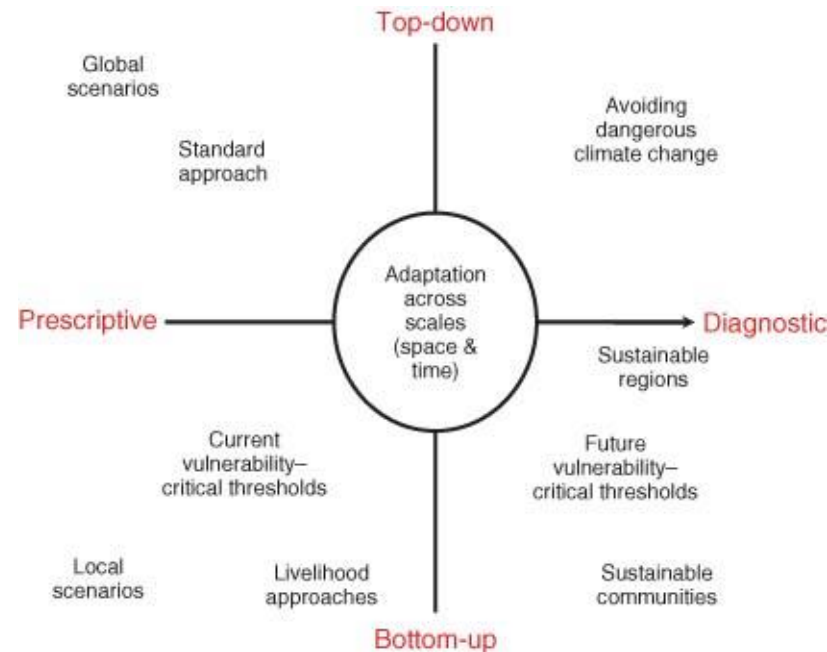 Top-down
Global
scenarios
Standard
approach
Avoiding
dangerous
climate change
Adaptation
across
scales
(space &
time)
Prescriptive
Diagnostic
Sustainable
regions
Current
vulnerability–
critical thresholds
Future
vulnerability–
critical thresholds
Local
scenarios
Livelihood
approaches
Sustainable
communities
Bottom-up